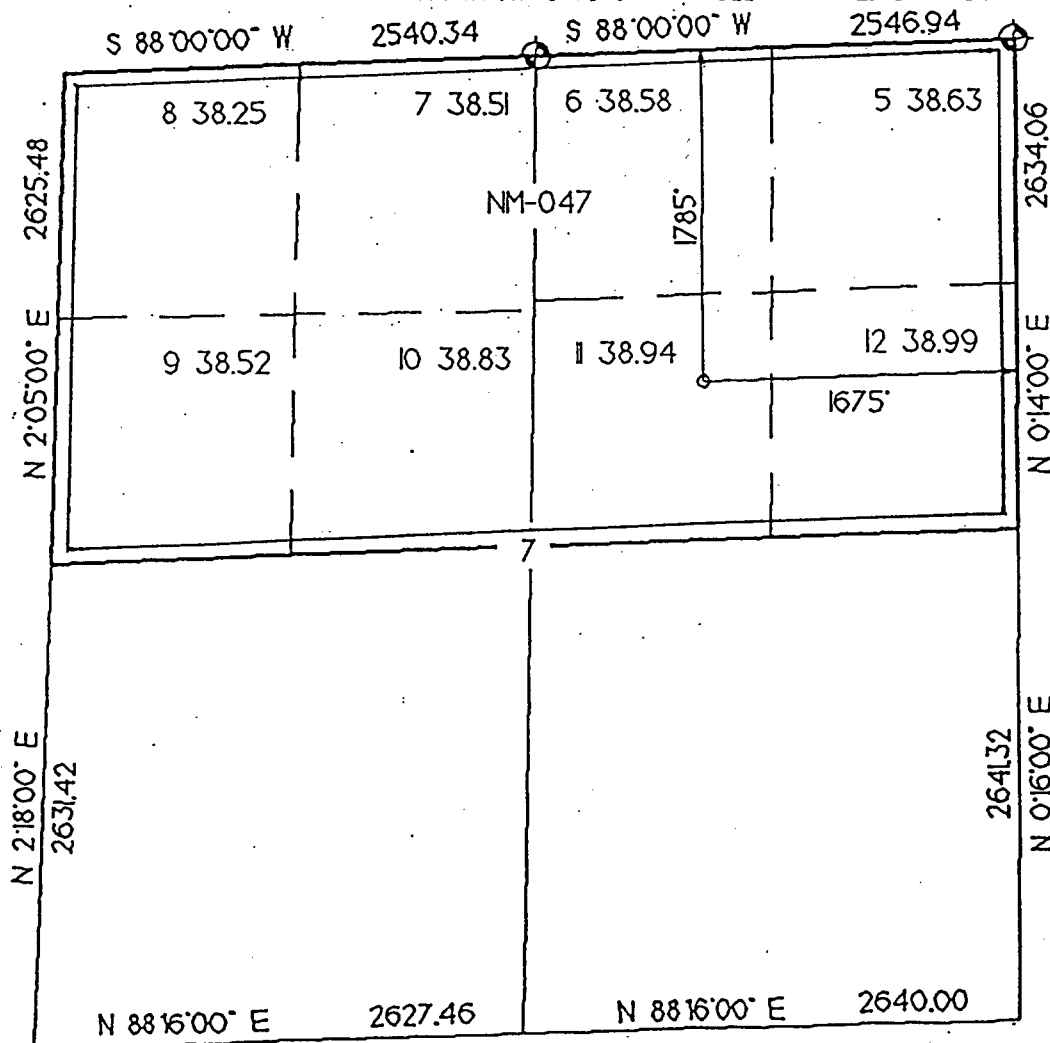 S 88°00'00" W 2540.34 S 88°00'00" W 2546.94
8 38.25 7 38.51 6 38.58 5 38.63
2625.48
2634.06
NM-047
1785'
N 2°05'00" E
9 38.52 10 38.83 11 38.94 12 38.99
1675'
N 0°14'00" E
7
N 2°18'00" E
2631.42
2641.32
N 0°16'00" E
N 88°16'00" E 2627.46 N 88°16'00" E 2640.00